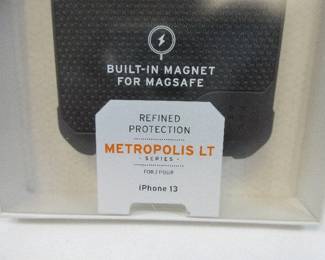 BUILT-IN MAGNET
FOR MAGSAFE
REFINED
PROTECTION
METROPOLIS LT
- SERIES -
FOR / POUR
iPhone 13